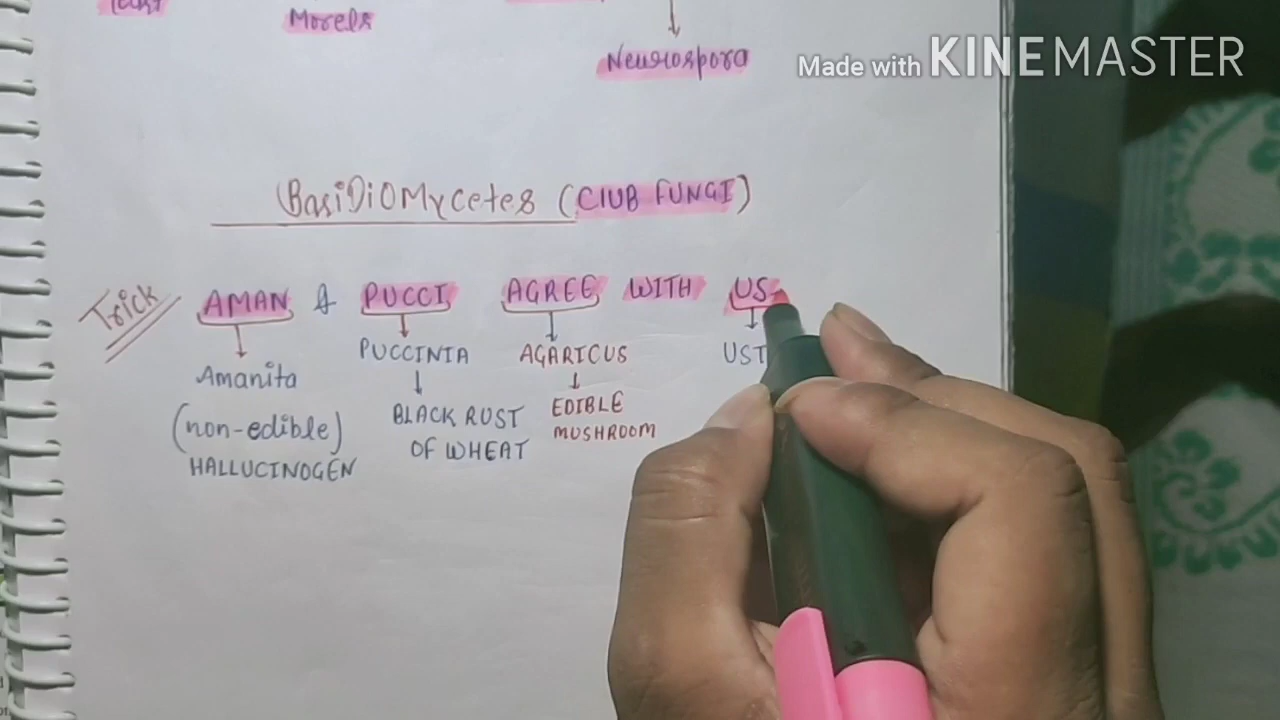 Morels
Neurospora
Made with KINEMASTER
BasiDiOMycetes (ClUB FUNGI)
Trick
AMAN & PUCCI AGREE WITH US
Amanita
(non-edible)
HALLUCINOGEN
PUCCINIA
BLACK RUST
OF WHEAT
AGARICUS
EDIBLE
MUSHROOM
UST